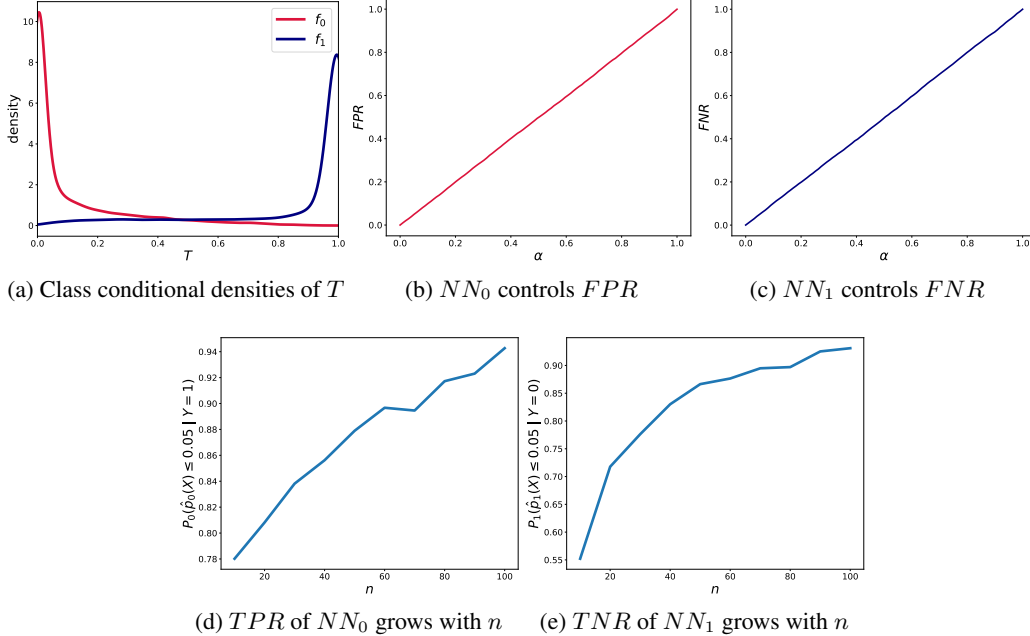 10
8
6
4
2
0
density
0.0 0.2 0.4 0.6 0.8 1.0
T
f₀
f₁
(a) Class conditional densities of T
1.0
0.8
0.6
0.4
0.2
0.0
FPR
0.0 0.2 0.4 0.6 0.8 1.0
α
(b) NN₀ controls FPR
1.0
0.8
0.6
0.4
0.2
0.0
FNR
0.0 0.2 0.4 0.6 0.8 1.0
α
(c) NN₁ controls FNR
0.94
0.92
0.90
0.88
0.86
0.84
0.82
0.80
0.78
P₀(p̂₀(X) ≤ 0.05 | Y = 1)
20 40 60 80 100
n
(d) TPR of NN₀ grows with n
0.90
0.85
0.80
0.75
0.70
0.65
0.60
0.55
P₁(p̂₁(X) ≤ 0.05 | Y = 0)
20 40 60 80 100
n
(e) TNR of NN₁ grows with n